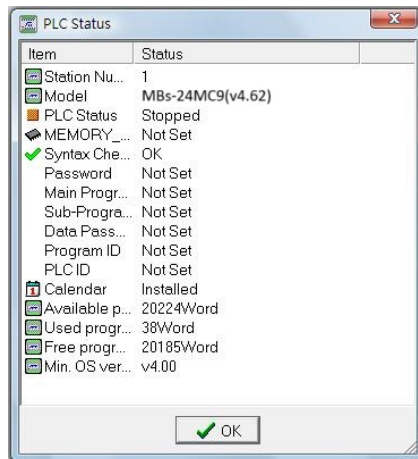 PLC Status
Item Status
Station Nu... 1
Model MBs-24MC9(v4.62)
PLC Status Stopped
MEMORY_... Not Set
Syntax Che... OK
Password Not Set
Main Progr... Not Set
Sub-Progra... Not Set
Data Pass... Not Set
Program ID Not Set
PLC ID Not Set
Calendar Installed
Available p... 20224Word
Used progr... 38Word
Free progr... 20185Word
Min. OS ver... v4.00
OK